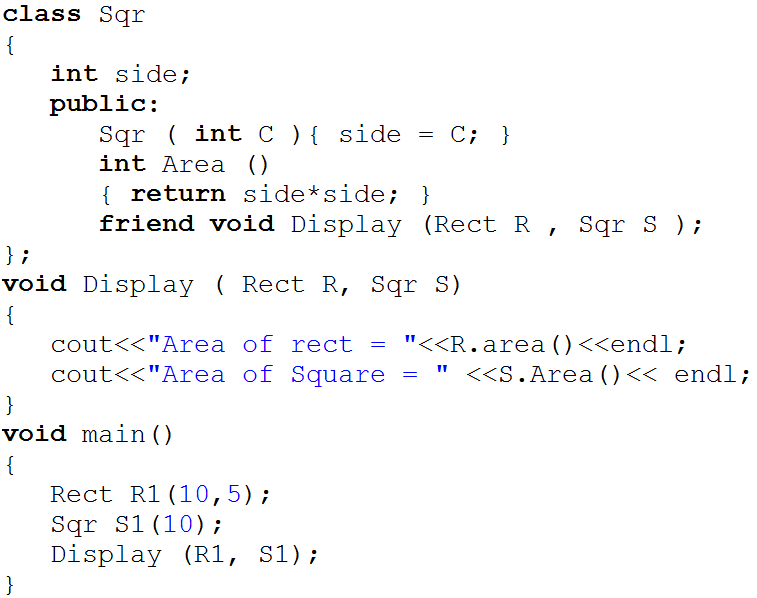 class Sqr
{
   int side;
   public:
      Sqr ( int C ){ side = C; }
      int Area ()
      { return side*side; }
      friend void Display (Rect R , Sqr S );
};
void Display ( Rect R, Sqr S)
{
   cout<<"Area of rect = "<<R.area()<<endl;
   cout<<"Area of Square = " <<S.Area()<< endl;
}
void main()
{
   Rect R1(10,5);
   Sqr S1(10);
   Display (R1, S1);
}